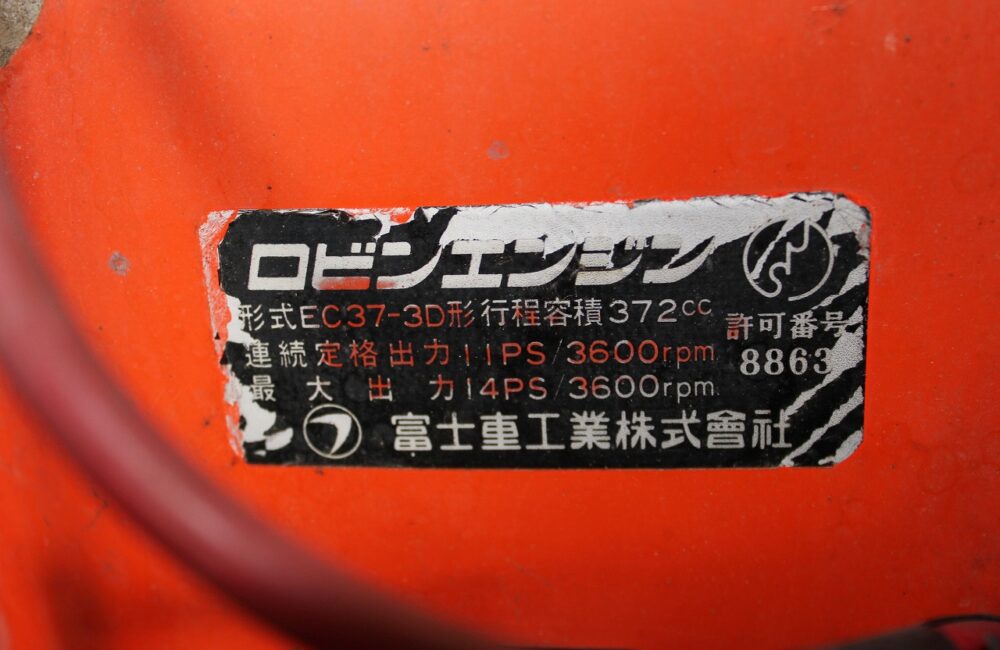 ロビンエンジン
形式EC37-3D形行程容積372cc
連続定格出力11PS/3600rpm
最大出力14PS/3600rpm
許可番号
8863
フ
富士重工業株式會社